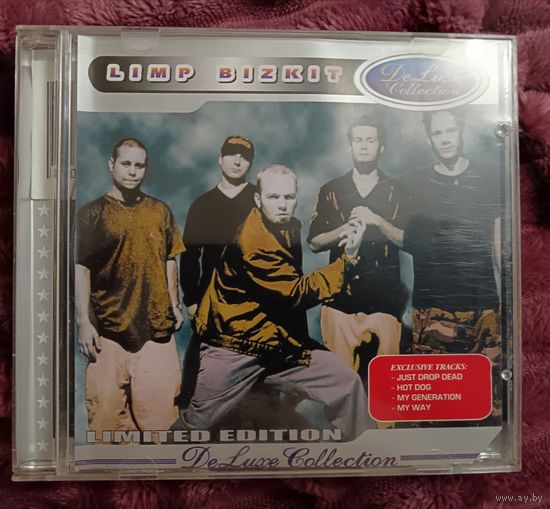 LIMP BIZKIT
DeLuxe
Collection
EXCLUSIVE TRACKS:
- JUST DROP DEAD
- HOT DOG
- MY GENERATION
- MY WAY
LIMITED EDITION
DeLuxe Collection
www.ay.by